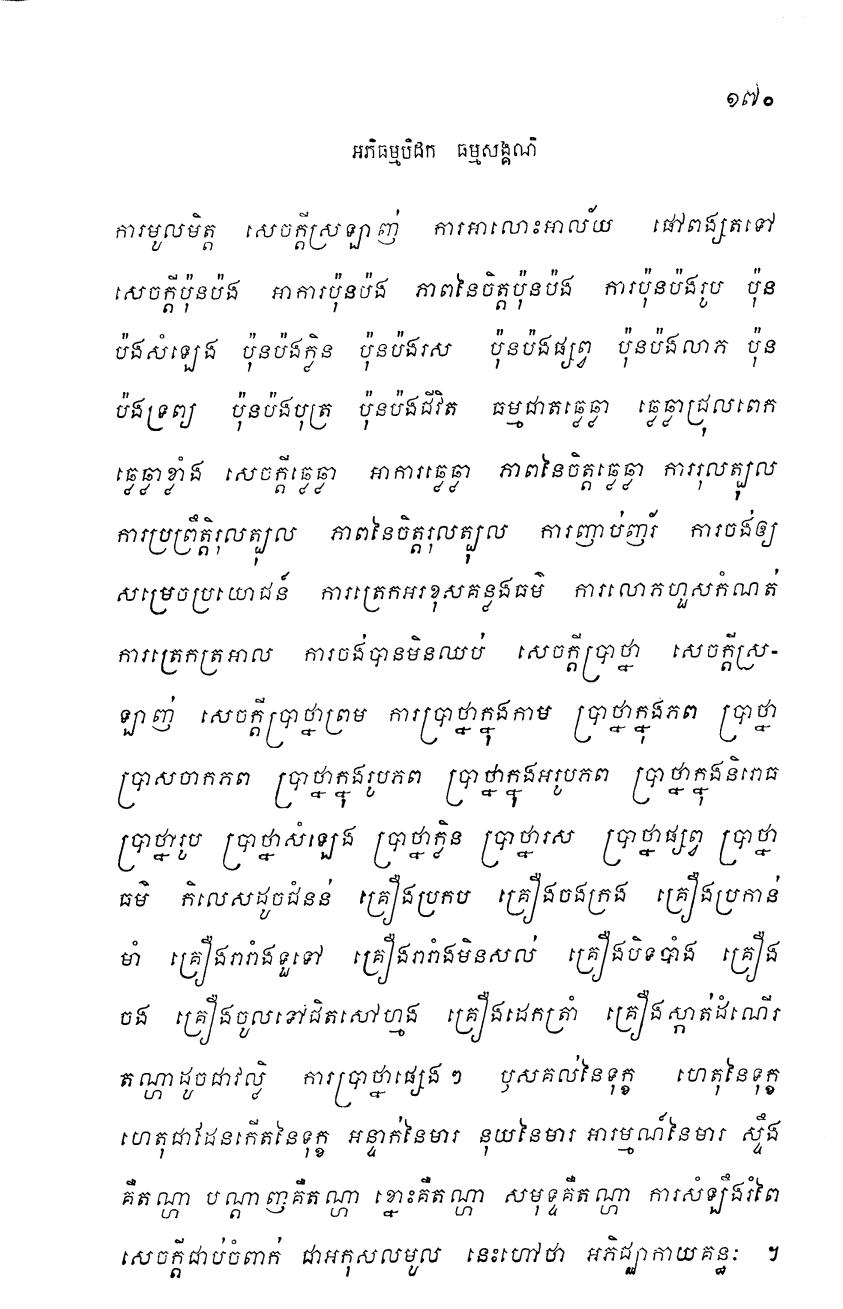 ១៧០
អភិធម្មបិដក ធម្មសង្គណិ
ការមូលមិត្ត សេចក្តីស្រឡាញ់ ការអាលោះអាល័យ ផៅពង្សតទៅ
សេចក្តីប៉ុនប៉ង អាការប៉ុនប៉ង ភាពនៃចិត្តប៉ុនប៉ង ការប៉ុនប៉ងរូប ប៉ុន
ប៉ងសំឡេង ប៉ុនប៉ងក្លិន ប៉ុនប៉ងរស ប៉ុនប៉ងផ្សព្វ ប៉ុនប៉ងលាភ ប៉ុន
ប៉ងទ្រព្យ ប៉ុនប៉ងបុត្រ ប៉ុនប៉ងជីវិត ធម្មជាតធ្វេធ្វា ធ្វេធ្វាជ្រុលពេក
ធ្វេធ្វាខ្លាំង សេចក្តីធ្វេធ្វា អាការធ្វេធ្វា ភាពនៃចិត្តធ្វេធ្វា ការរុលត្បុល
ការប្រព្រឹត្តិរុលត្បុល ភាពនៃចិត្តរុលត្បុល ការញាប់ញ័រ ការចង់ឲ្យ
សម្រេចប្រយោជន៍ ការត្រេកអរខុសគន្លងធម៌ ការលោភហួសកំណត់
ការត្រេកត្រអាល ការចង់បានមិនឈប់ សេចក្តីប្រាថ្នា សេចក្តីស្រ-
ឡាញ់ សេចក្តីប្រាថ្នាព្រម ការប្រាថ្នាក្នុងកាម ប្រាថ្នាក្នុងភព ប្រាថ្នា
ប្រាសចាកភព ប្រាថ្នាក្នុងរូបភព ប្រាថ្នាក្នុងអរូបភព ប្រាថ្នាក្នុងនិរោធ
ប្រាថ្នារូប ប្រាថ្នាសំឡេង ប្រាថ្នាក្លិន ប្រាថ្នារស ប្រាថ្នាផ្សព្វ ប្រាថ្នា
ធម៌ កិលេសដូចជំនន់ គ្រឿងប្រកប គ្រឿងចងក្រង គ្រឿងប្រកាន់
មាំ គ្រឿងរារាំងទួទៅ គ្រឿងរារាំងមិនសល់ គ្រឿងបិទបាំង គ្រឿង
ចង គ្រឿងចូលទៅជិតសៅហ្មង គ្រឿងដេកត្រាំ គ្រឿងស្កាត់ដំណើរ
តណ្ហាដូចជាវល្លិ ការប្រាថ្នាផ្សេងៗ ឫសគល់នៃទុក្ខ ហេតុនៃទុក្ខ
ហេតុជាដែនកើតនៃទុក្ខ អន្ទាក់នៃមារ នុយនៃមារ អារម្មណ៍នៃមារ ស្ទឹង
គឺតណ្ហា បណ្តាញគឺតណ្ហា ខ្នោះគឺតណ្ហា សមុទ្ទគឺតណ្ហា ការសំឡឹងរំពៃ
សេចក្តីជាប់ចំពាក់ ជាអកុសលមូល នេះហៅថា អភិជ្ឈាកាយគន្ថៈ ។